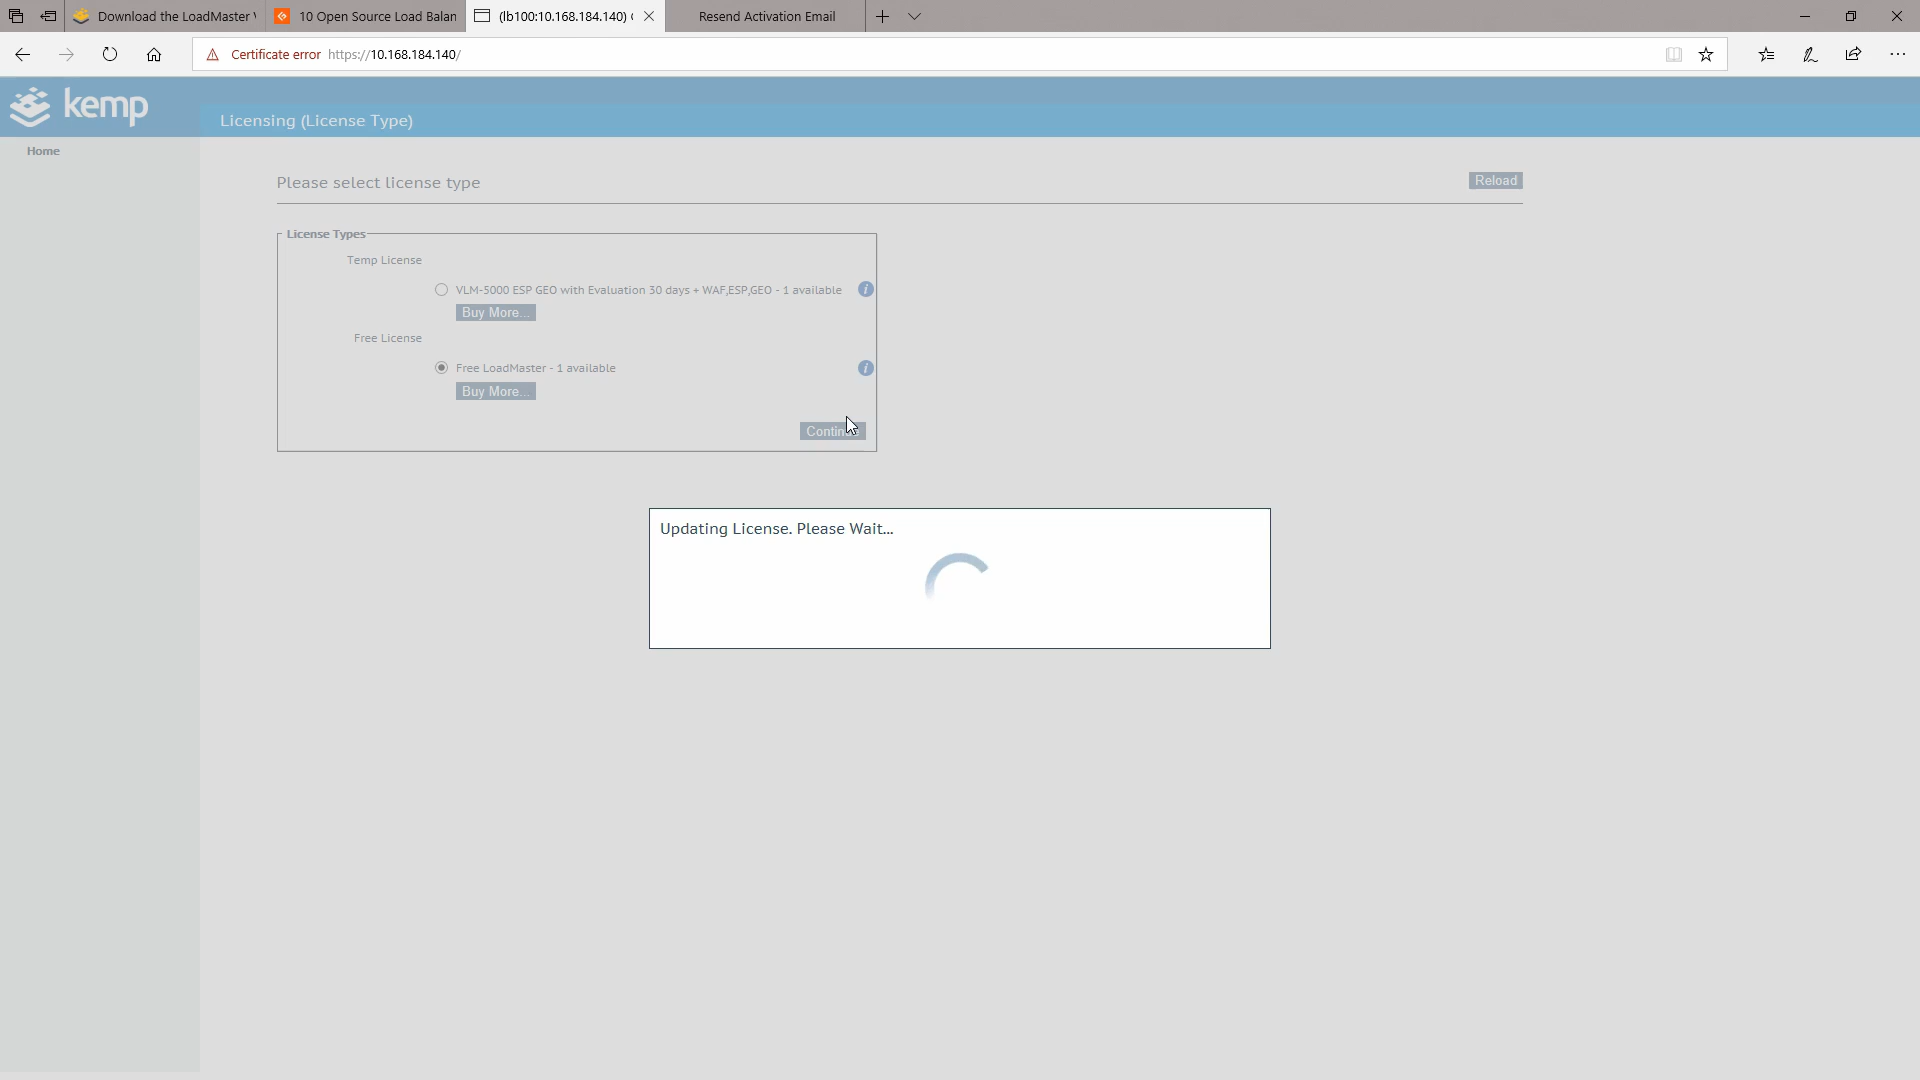 Download the LoadMaster
10 Open Source Load Balan
(lb100:10.168.184.140)
Resend Activation Email
Certificate error https://10.168.184.140/
kemp
Licensing (License Type)
Home
Please select license type
Reload
License Types
Temp License
VLM-5000 ESP GEO with Evaluation 30 days + WAF,ESP,GEO - 1 available
Buy More...
Free License
Free LoadMaster - 1 available
Buy More...
Updating License. Please Wait...